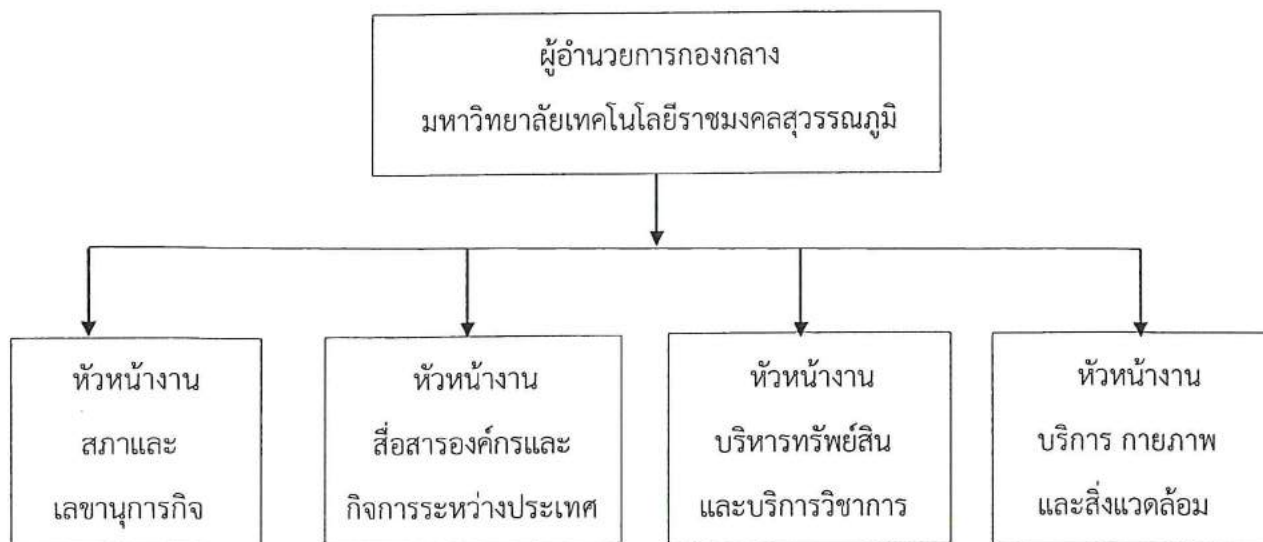 ผู้อำนวยการกองกลาง
มหาวิทยาลัยเทคโนโลยีราชมงคลสุวรรณภูมิ
หัวหน้างาน
สภาและ
เลขานุการกิจ
หัวหน้างาน
สื่อสารองค์กรและ
กิจการระหว่างประเทศ
หัวหน้างาน
บริหารทรัพย์สิน
และบริการวิชาการ
หัวหน้างาน
บริการ กายภาพ
และสิ่งแวดล้อม